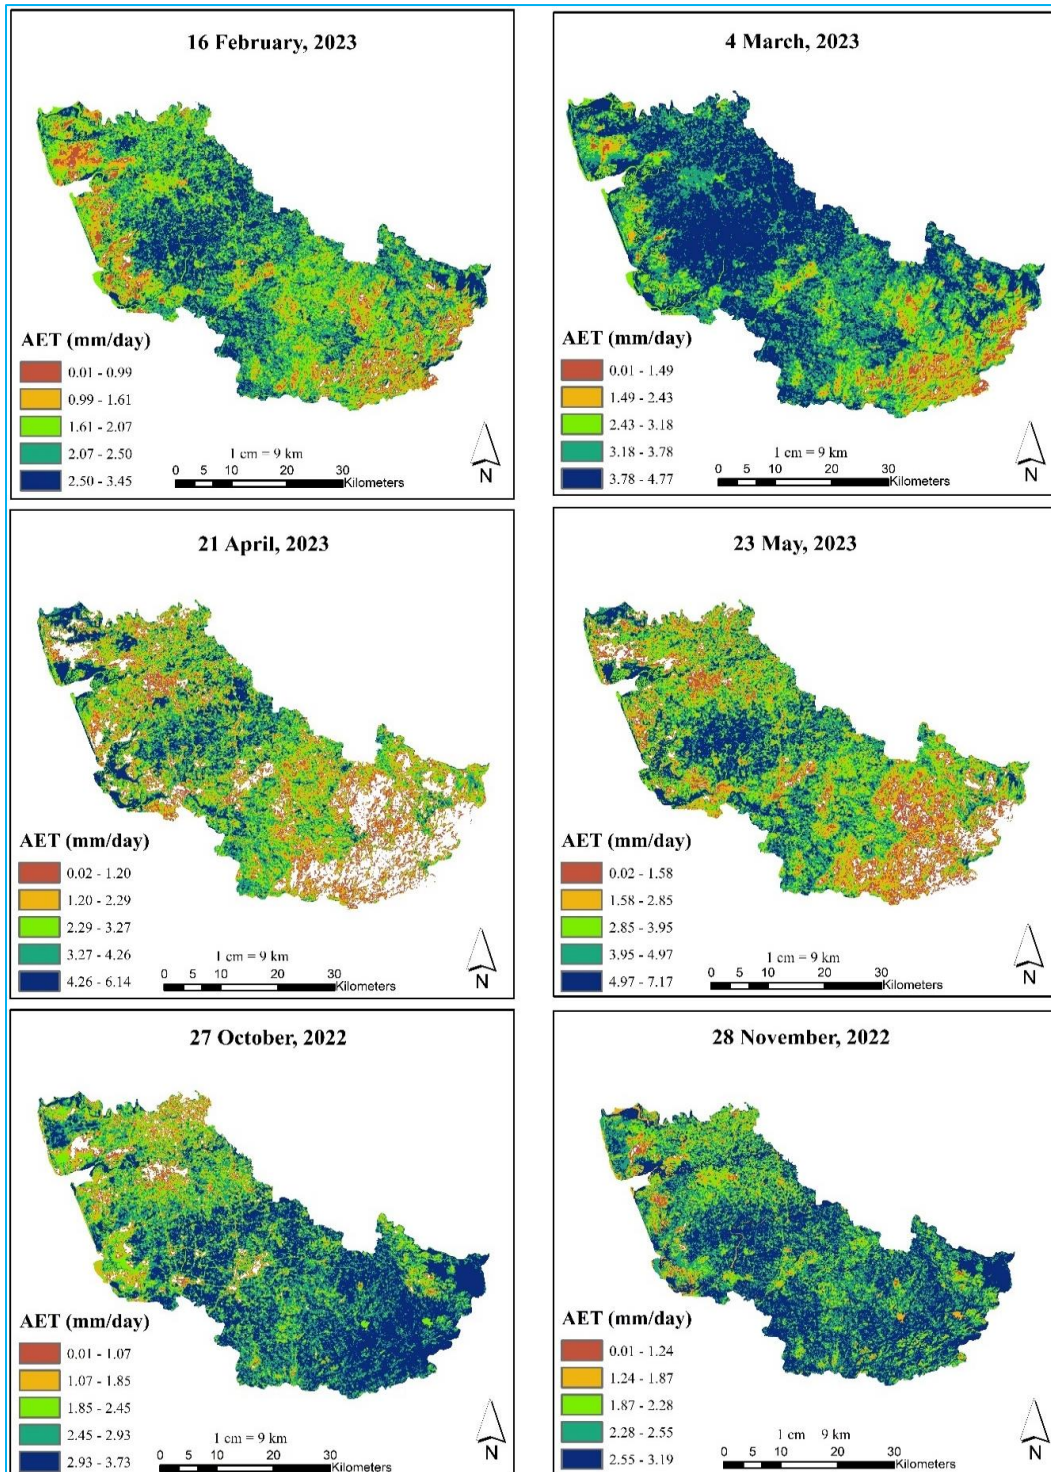 16 February, 2023
AET (mm/day)
0.01 - 0.99
0.99 - 1.61
1.61 - 2.07
2.07 - 2.50
2.50 - 3.45
1 cm = 9 km
0 5 10 20 30
Kilometers
N
4 March, 2023
AET (mm/day)
0.01 - 1.49
1.49 - 2.43
2.43 - 3.18
3.18 - 3.78
3.78 - 4.77
1 cm = 9 km
0 5 10 20 30
Kilometers
N
21 April, 2023
AET (mm/day)
0.02 - 1.20
1.20 - 2.29
2.29 - 3.27
3.27 - 4.26
4.26 - 6.14
1 cm = 9 km
0 5 10 20 30
Kilometers
N
23 May, 2023
AET (mm/day)
0.02 - 1.58
1.58 - 2.85
2.85 - 3.95
3.95 - 4.97
4.97 - 7.17
1 cm = 9 km
0 5 10 20 30
Kilometers
N
27 October, 2022
AET (mm/day)
0.01 - 1.07
1.07 - 1.85
1.85 - 2.45
2.45 - 2.93
2.93 - 3.73
1 cm = 9 km
0 5 10 20 30
Kilometers
N
28 November, 2022
AET (mm/day)
0.01 - 1.24
1.24 - 1.87
1.87 - 2.28
2.28 - 2.55
2.55 - 3.19
1 cm 9 km
0 5 10 20 30
Kilometers
N